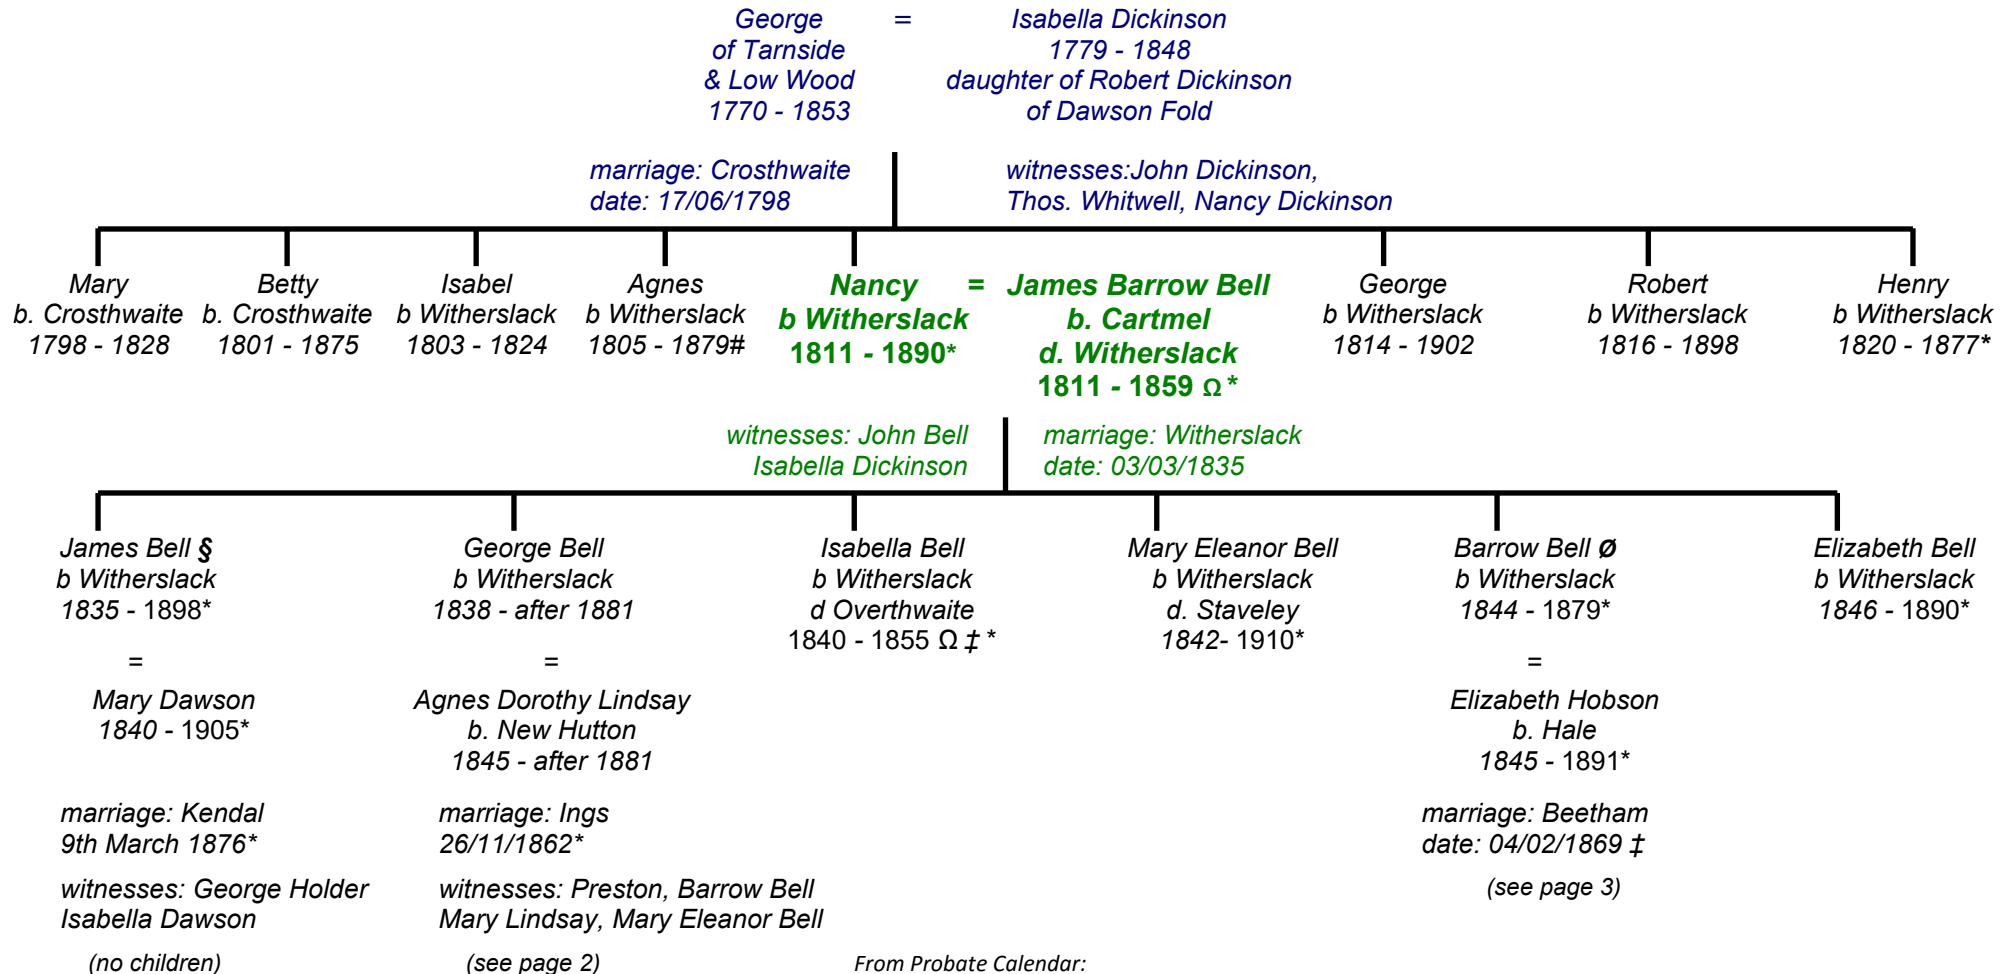 George = Isabella Dickinson
of Tarnside 1779 - 1848
& Low Wood daughter of Robert Dickinson
1770 - 1853 of Dawson Fold
marriage: Crosthwaite witnesses:John Dickinson,
date: 17/06/1798 Thos. Whitwell, Nancy Dickinson
Mary
b. Crosthwaite
1798 - 1828
Betty
b. Crosthwaite
1801 - 1875
Isabel
b Witherslack
1803 - 1824
Agnes
b Witherslack
1805 - 1879#
Nancy = James Barrow Bell
b Witherslack b. Cartmel
1811 - 1890* d. Witherslack
1811 - 1859 Ω *
George
b Witherslack
1814 - 1902
Robert
b Witherslack
1816 - 1898
Henry
b Witherslack
1820 - 1877*
witnesses: John Bell marriage: Witherslack
Isabella Dickinson date: 03/03/1835
James Bell §
b Witherslack
1835 - 1898*
=
Mary Dawson
1840 - 1905*
marriage: Kendal
9th March 1876*
witnesses: George Holder
Isabella Dawson
(no children)
George Bell
b Witherslack
1838 - after 1881
=
Agnes Dorothy Lindsay
b. New Hutton
1845 - after 1881
marriage: Ings
26/11/1862*
witnesses: Preston, Barrow Bell
Mary Lindsay, Mary Eleanor Bell
(see page 2)
Isabella Bell
b Witherslack
d Overthwaite
1840 - 1855 Ω ‡ *
Mary Eleanor Bell
b Witherslack
d. Staveley
1842- 1910*
Barrow Bell Ø
b Witherslack
1844 - 1879*
=
Elizabeth Hobson
b. Hale
1845 - 1891*
marriage: Beetham
date: 04/02/1869 ‡
(see page 3)
Elizabeth Bell
b Witherslack
1846 - 1890*
From Probate Calendar: